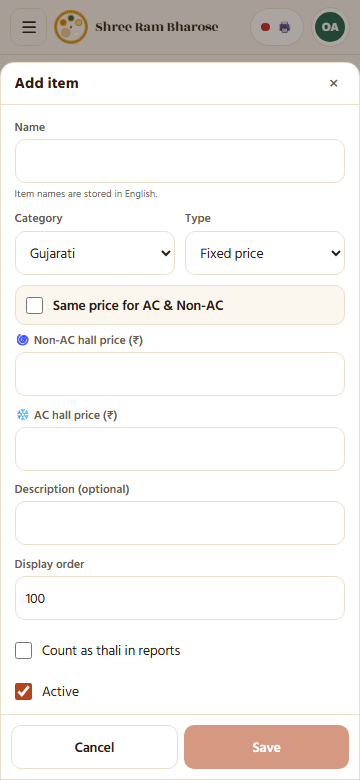 Shree Ram Bharose
OA
Add item
×
Name
Item names are stored in English.
Category
Type
Gujarati
Fixed price
Same price for AC & Non-AC
Non-AC hall price (₹)
AC hall price (₹)
Description (optional)
Display order
100
Count as thali in reports
Active
Cancel
Save